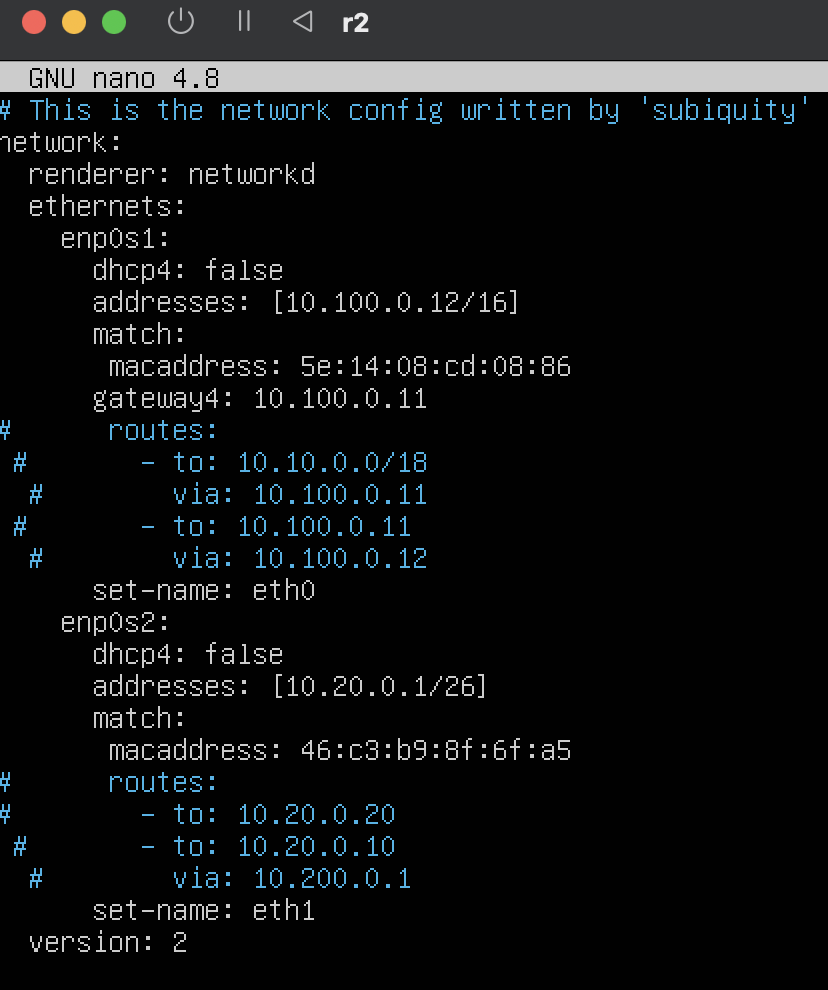 r2
GNU nano 4.8
# This is the network config written by 'subiquity'
network:
  renderer: networkd
  ethernets:
    enp0s1:
      dhcp4: false
      addresses: [10.100.0.12/16]
      match:
       macaddress: 5e:14:08:cd:08:86
      gateway4: 10.100.0.11
#      routes:
 #       - to: 10.10.0.0/18
  #        via: 10.100.0.11
 #       - to: 10.100.0.11
  #        via: 10.100.0.12
      set-name: eth0
    enp0s2:
      dhcp4: false
      addresses: [10.20.0.1/26]
      match:
       macaddress: 46:c3:b9:8f:6f:a5
#      routes:
#        - to: 10.20.0.20
 #       - to: 10.20.0.10
  #        via: 10.200.0.1
      set-name: eth1
  version: 2